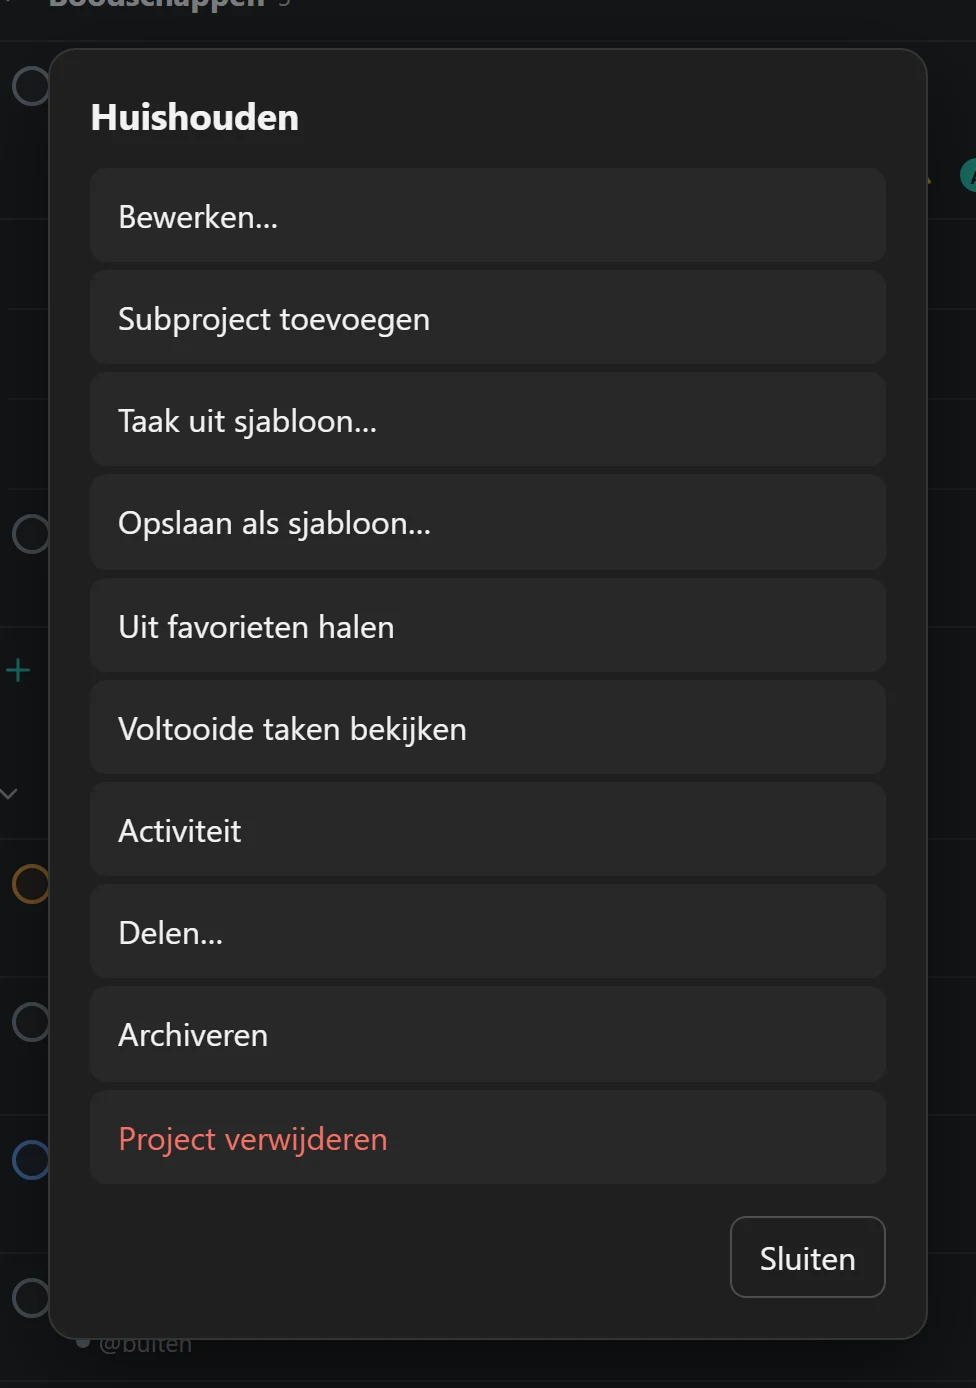 Boodschappen
Huishouden
Bewerken...
Subproject toevoegen
Taak uit sjabloon...
Opslaan als sjabloon...
Uit favorieten halen
Voltooide taken bekijken
Activiteit
Delen...
Archiveren
Project verwijderen
Sluiten
@buiten